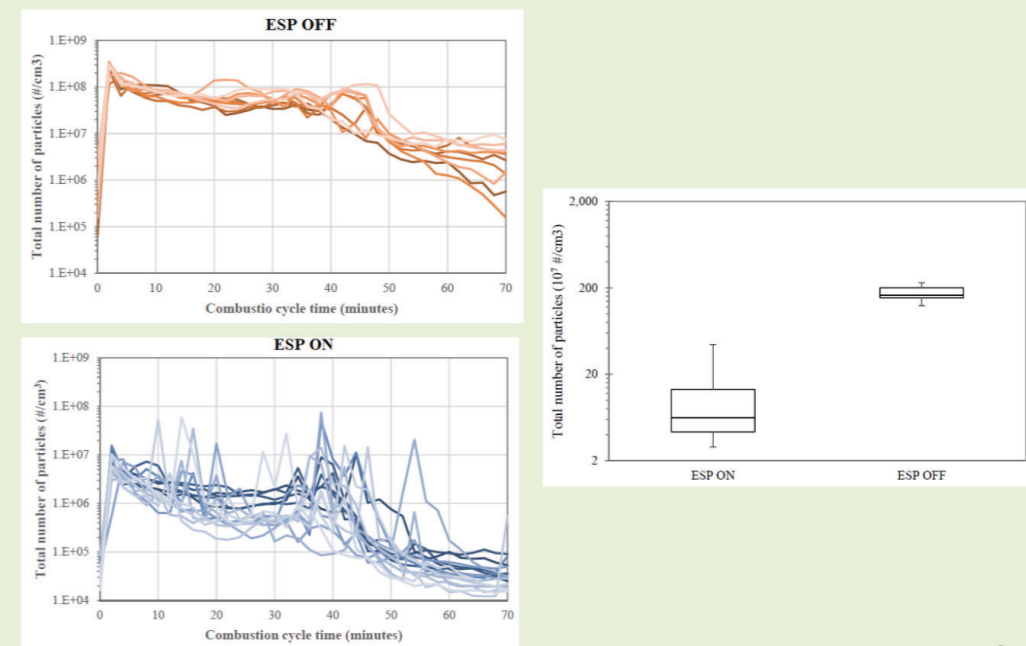 ESP OFF
Total number of particles (#/cm3)
1.E+09
1.E+08
1.E+07
1.E+06
1.E+05
1.E+04
0 10 20 30 40 50 60 70
Combustio cycle time (minutes)
ESP ON
Total number of particles (#/cm³)
1.E+09
1.E+08
1.E+07
1.E+06
1.E+05
1.E+04
0 10 20 30 40 50 60 70
Combustion cycle time (minutes)
Total number of particles (10⁷ #/cm3)
2,000
200
20
2
ESP ON ESP OFF